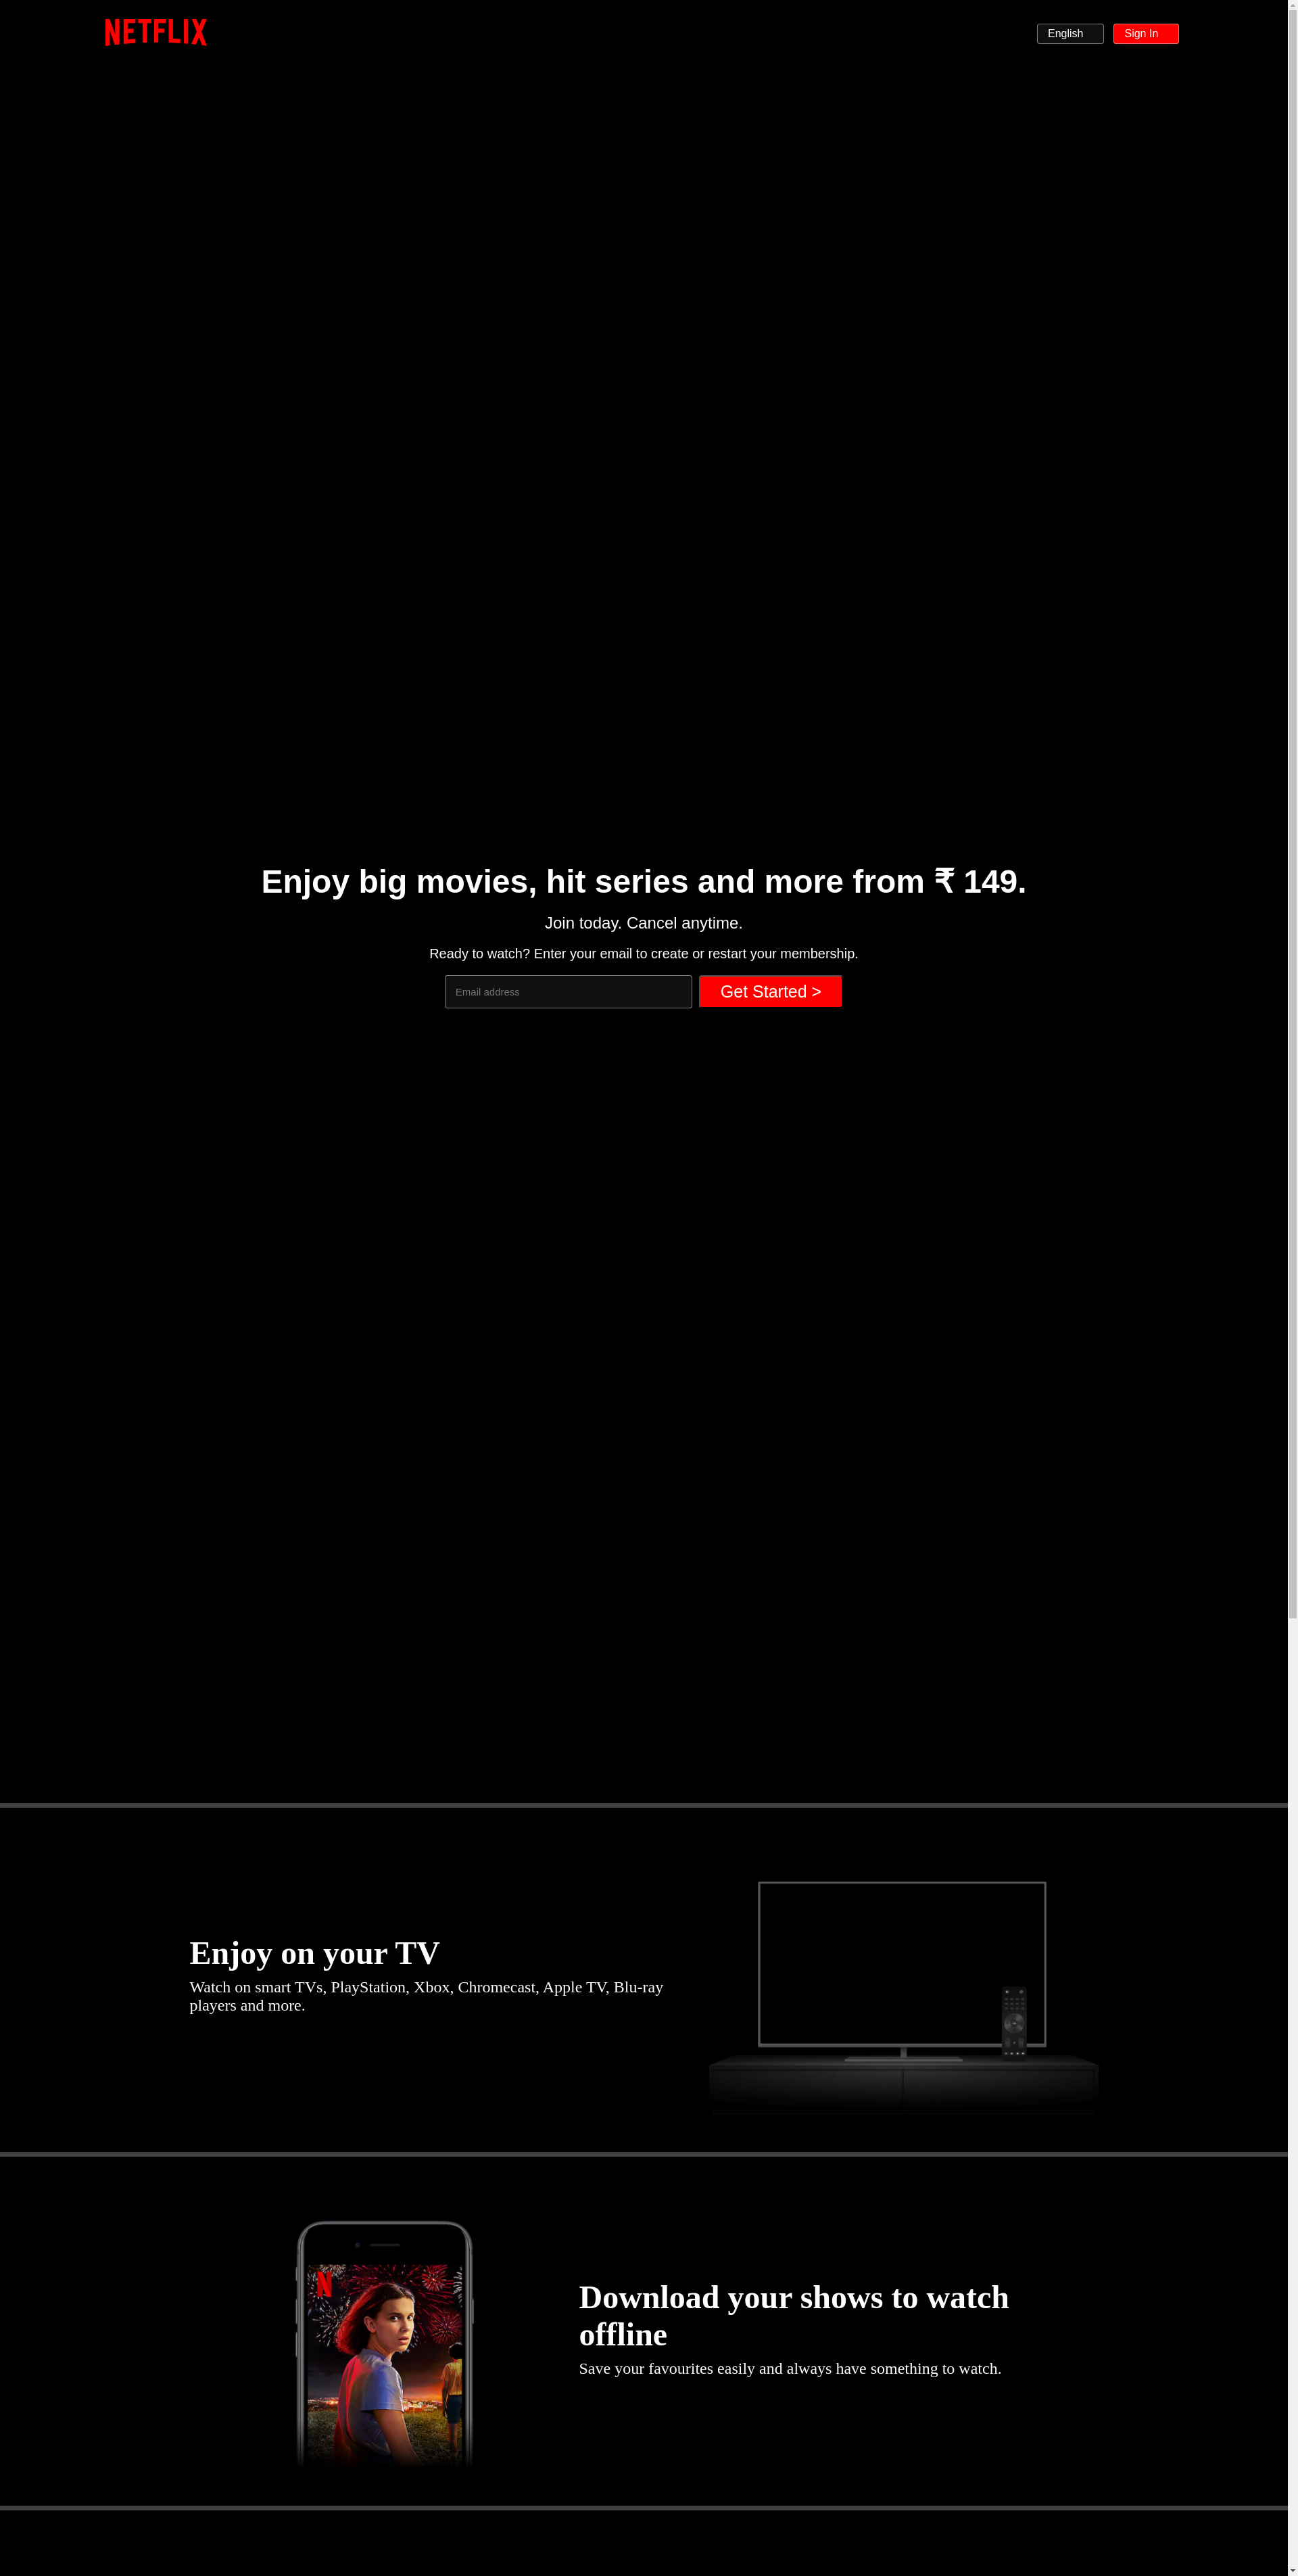 NETFLIX
English
Sign In
Enjoy big movies, hit series and more from ₹ 149.
Join today. Cancel anytime.
Ready to watch? Enter your email to create or restart your membership.
Email address
Get Started >
Enjoy on your TV
Watch on smart TVs, PlayStation, Xbox, Chromecast, Apple TV, Blu-ray
players and more.
N
Download your shows to watch
offline
Save your favourites easily and always have something to watch.